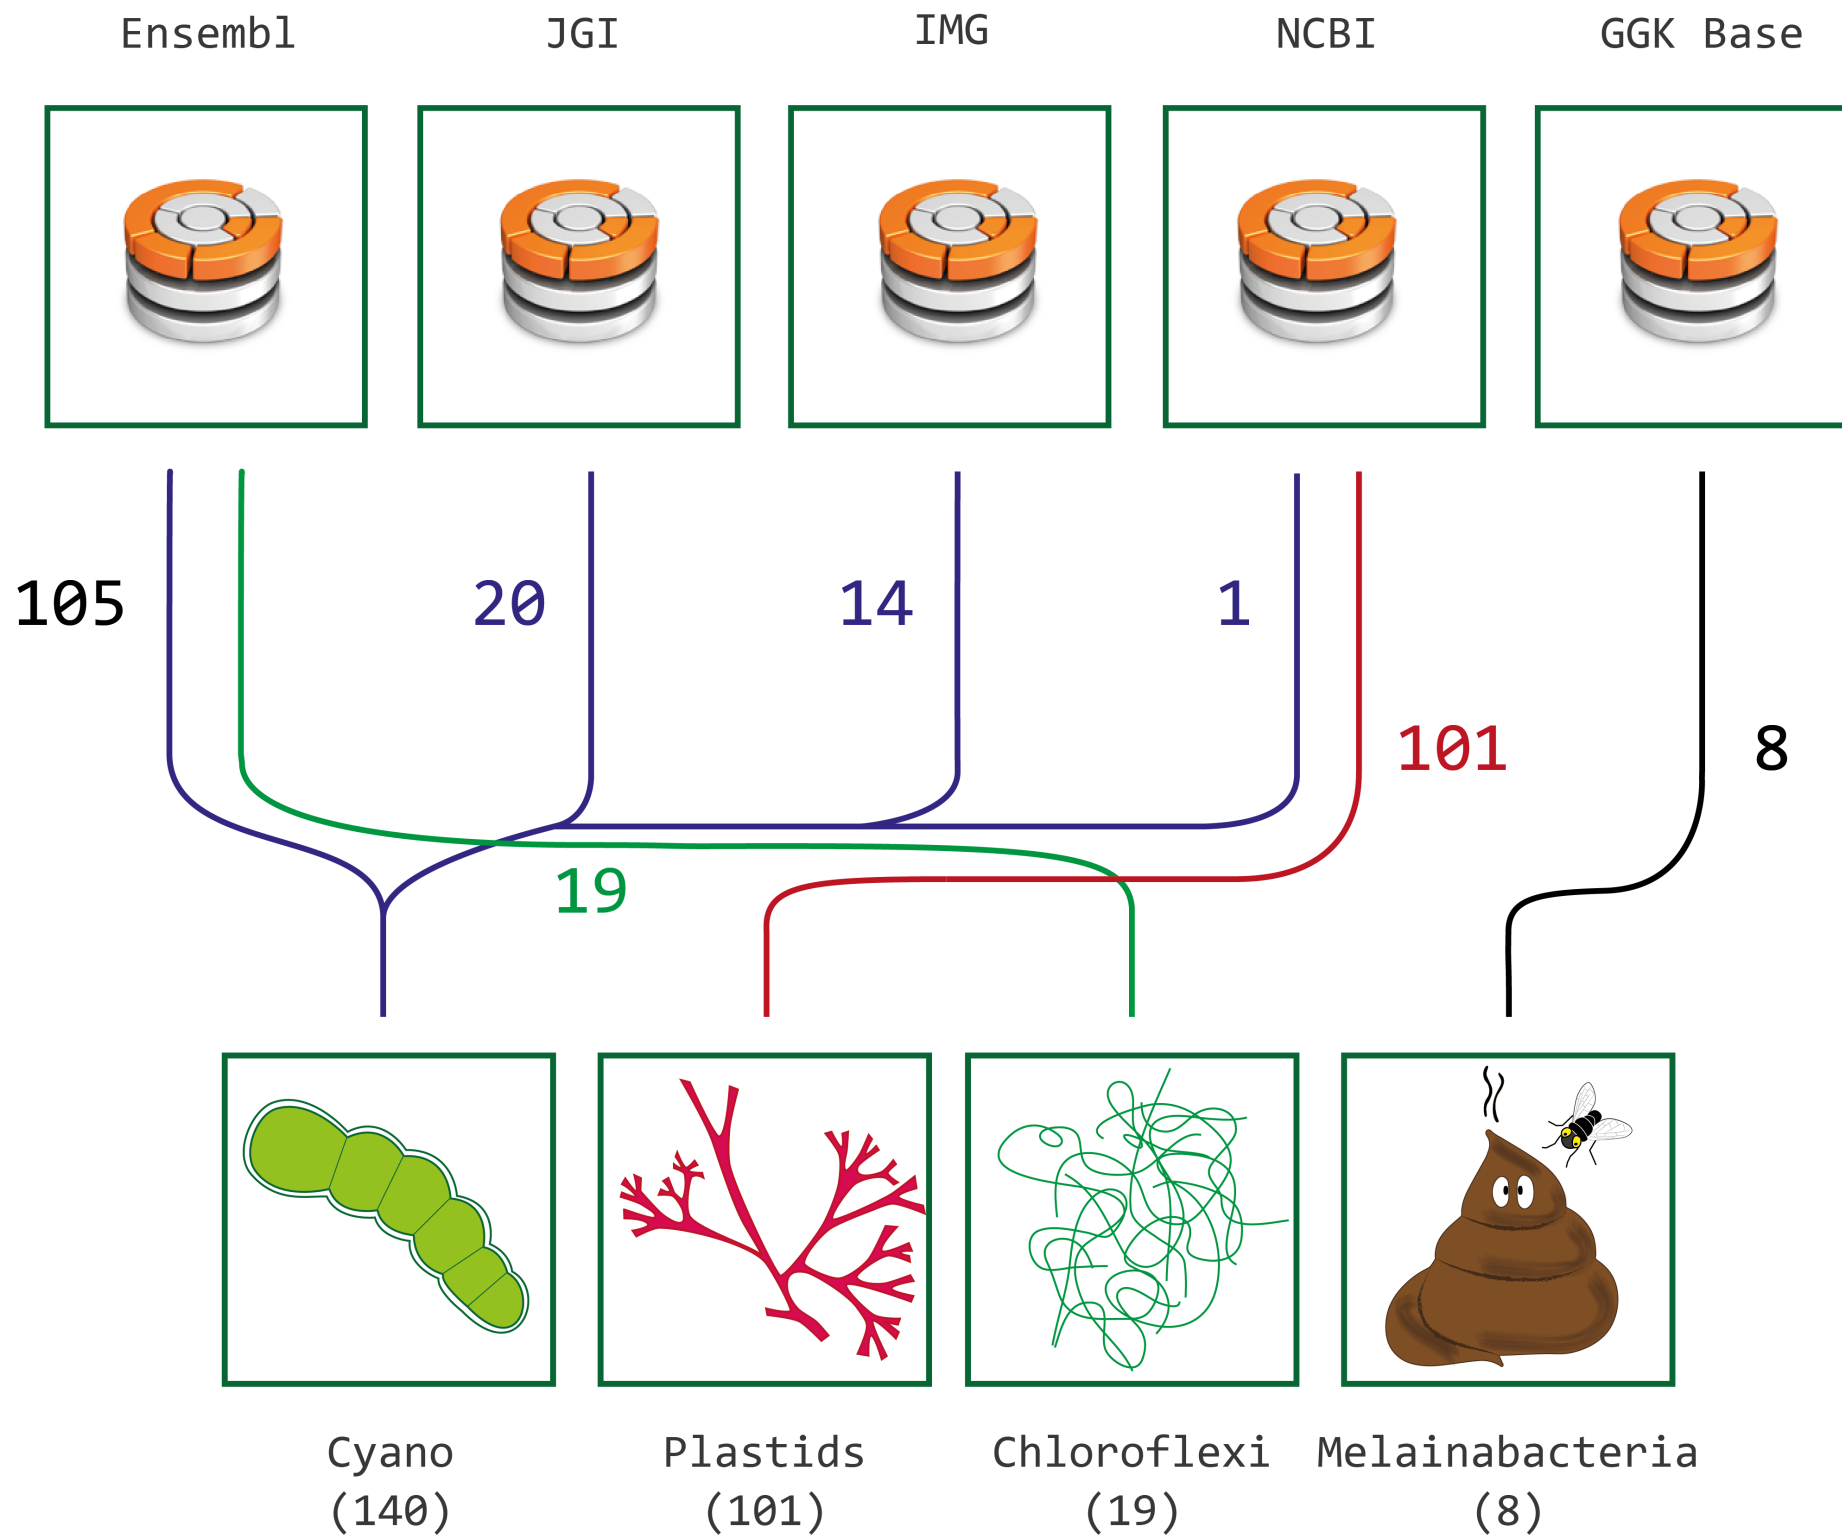 Ensembl JGI IMG NCBI GGK Base
105 20 14 1
101 8
19
Cyano Plastids Chloroflexi Melainabacteria
(140) (101) (19) (8)